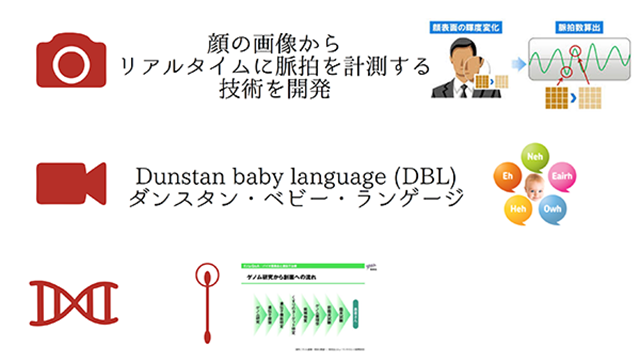 顔の画像から
リアルタイムに脈拍を計測する
技術を開発
顔表面の輝度変化
脈拍数算出
Dunstan baby language (DBL)
ダンスタン・ベビー・ランゲージ
Neh
Eh
Eairh
Heh
Owh
ゲノム研究から創薬への流れ